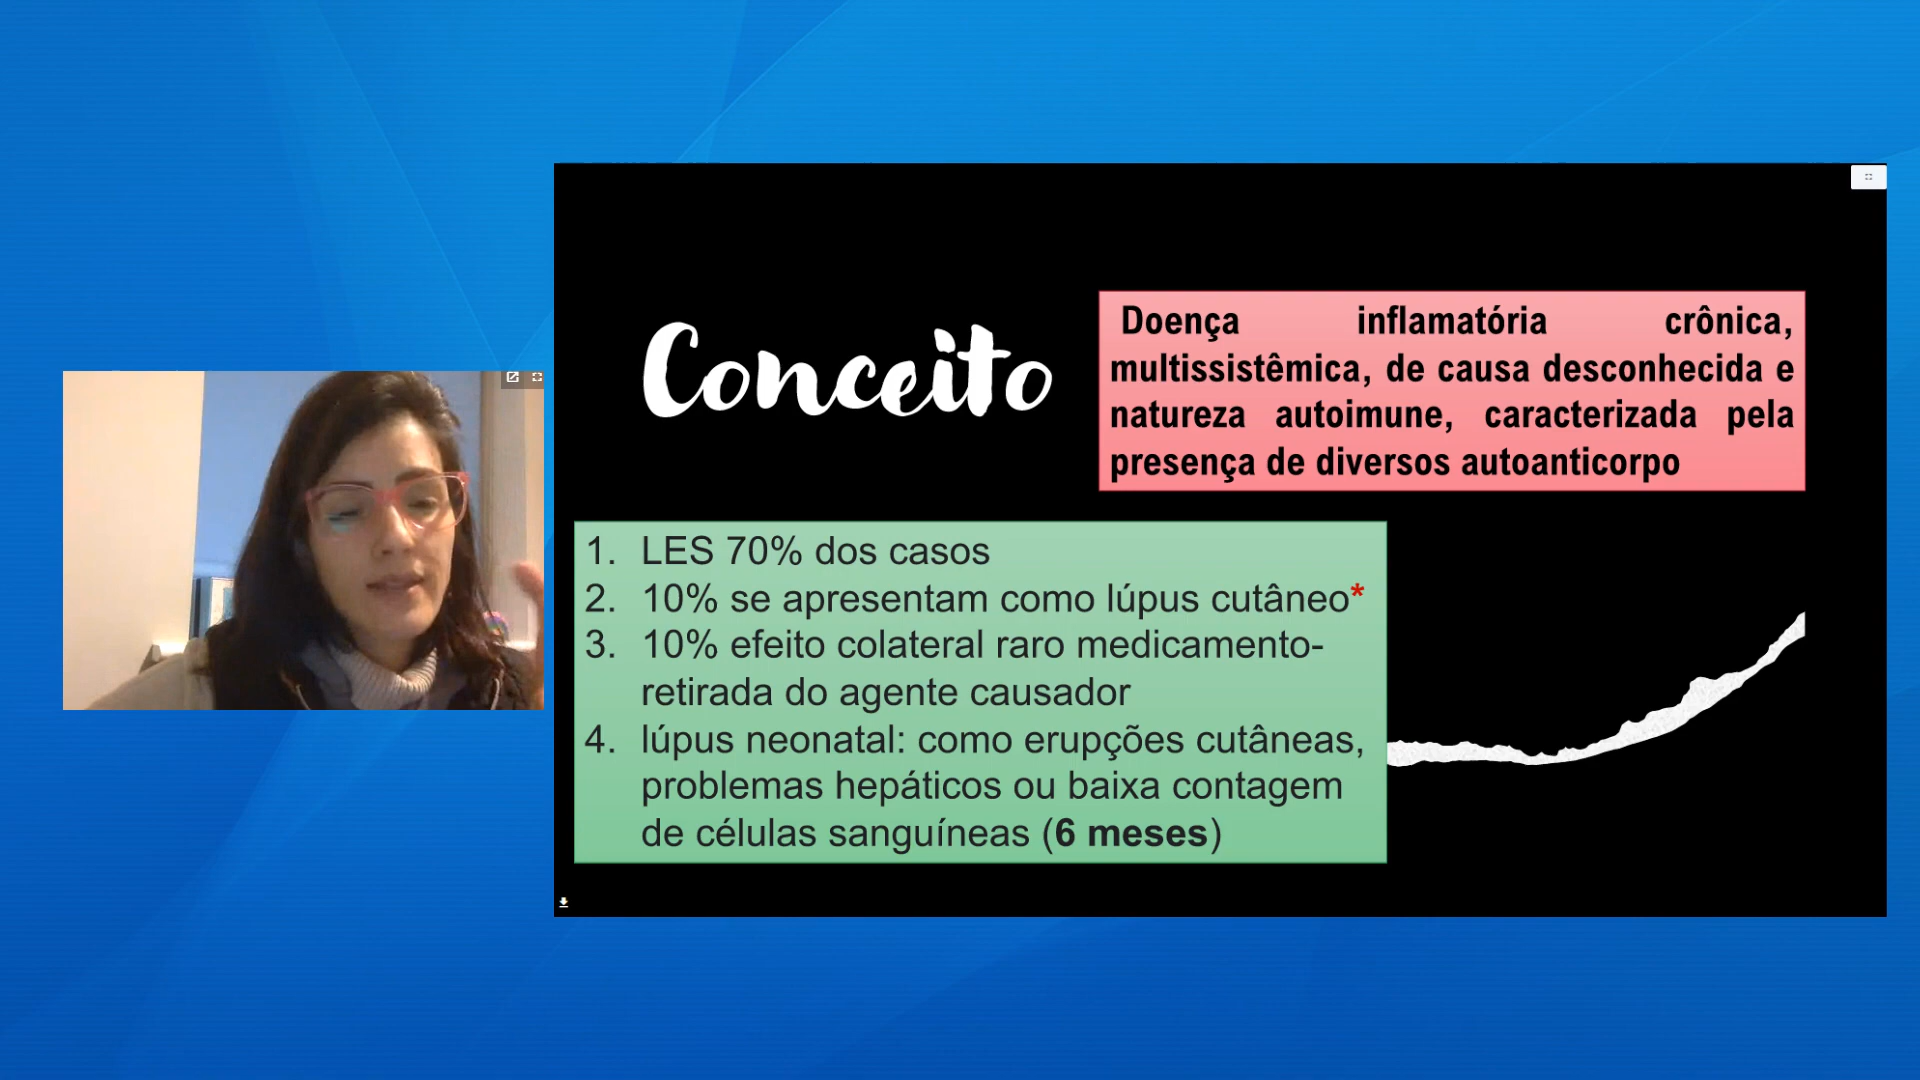 Conceito
Doença inflamatória crônica,
multissistêmica, de causa desconhecida e
natureza autoimune, caracterizada pela
presença de diversos autoanticorpo
1. LES 70% dos casos
2. 10% se apresentam como lúpus cutâneo*
3. 10% efeito colateral raro medicamento-
retirada do agente causador
4. lúpus neonatal: como erupções cutâneas,
problemas hepáticos ou baixa contagem
de células sanguíneas (6 meses)